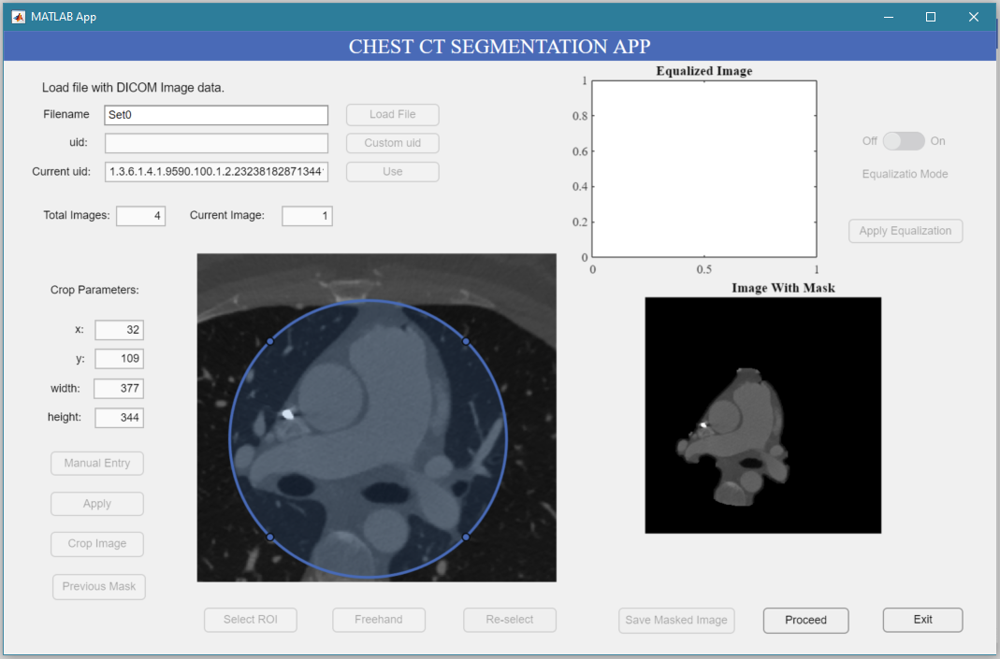 MATLAB App
CHEST CT SEGMENTATION APP
Load file with DICOM Image data.
Filename Set0 Load File
uid: Custom uid
Current uid: 1.3.6.1.4.1.9590.100.1.2.23238182871344 Use
Total Images: 4 Current Image: 1
Equalized Image
1
0.8
0.6
0.4
0.2
0
0 0.5 1
Off On
Equalizatio Mode
Apply Equalization
Crop Parameters:
x: 32
y: 109
width: 377
height: 344
Manual Entry
Apply
Crop Image
Previous Mask
Image With Mask
Select ROI Freehand Re-select Save Masked Image Proceed Exit